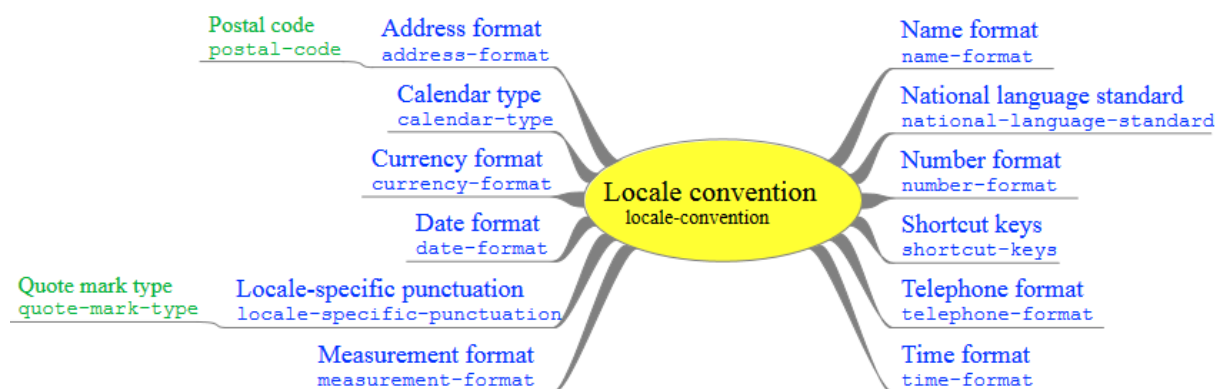 Postal code
postal-code
Address format
address-format
Calendar type
calendar-type
Currency format
currency-format
Date format
date-format
Quote mark type
quote-mark-type
Locale-specific punctuation
locale-specific-punctuation
Measurement format
measurement-format
Locale convention
locale-convention
Name format
name-format
National language standard
national-language-standard
Number format
number-format
Shortcut keys
shortcut-keys
Telephone format
telephone-format
Time format
time-format